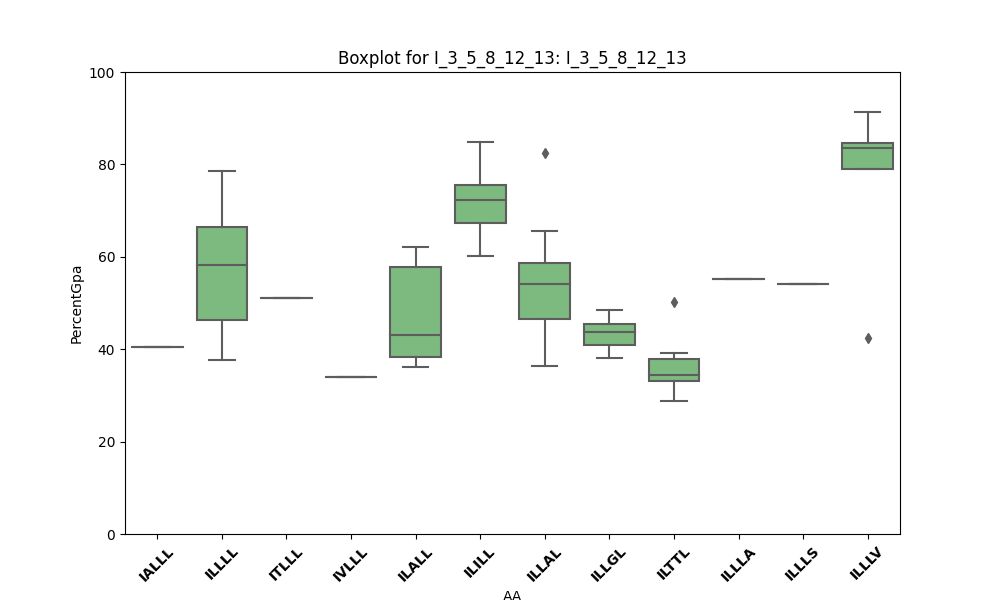 Boxplot for I_3_5_8_12_13: I_3_5_8_12_13
PercentGpa
100
80
60
40
20
0
IALLL
ILLLL
ITLLL
IVLLL
ILALL
ILILL
ILLAL
ILLGL
ILTTL
ILLLA
ILLLS
ILLLV
AA